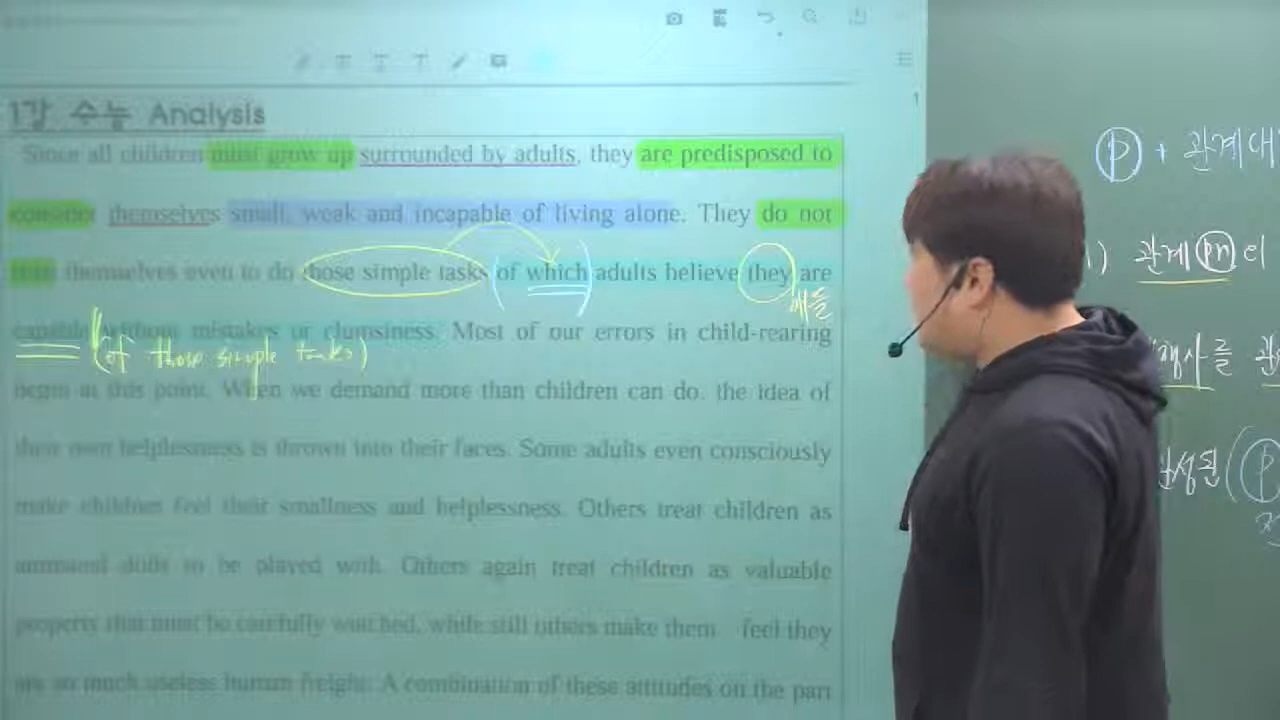 1강 수능 Analysis
Since all children must grow up surrounded by adults, they are predisposed to
consider themselves small, weak and incapable of living alone. They do not
trust themselves even to do those simple tasks of which adults believe they are
애들
capable without mistakes or clumsiness. Most of our errors in child-rearing
(of those simple tasks)
begin at this point. When we demand more than children can do, the idea of
their own helplessness is thrown into their faces. Some adults even consciously
make children feel their smallness and helplessness. Others treat children as
animated dolls to be played with. Others again treat children as valuable
property that must be carefully watched, while still others make them feel they
are so much useless human freight. A combination of these attitudes on the part
1
P + 관계대
1) 관계 pn
를
P